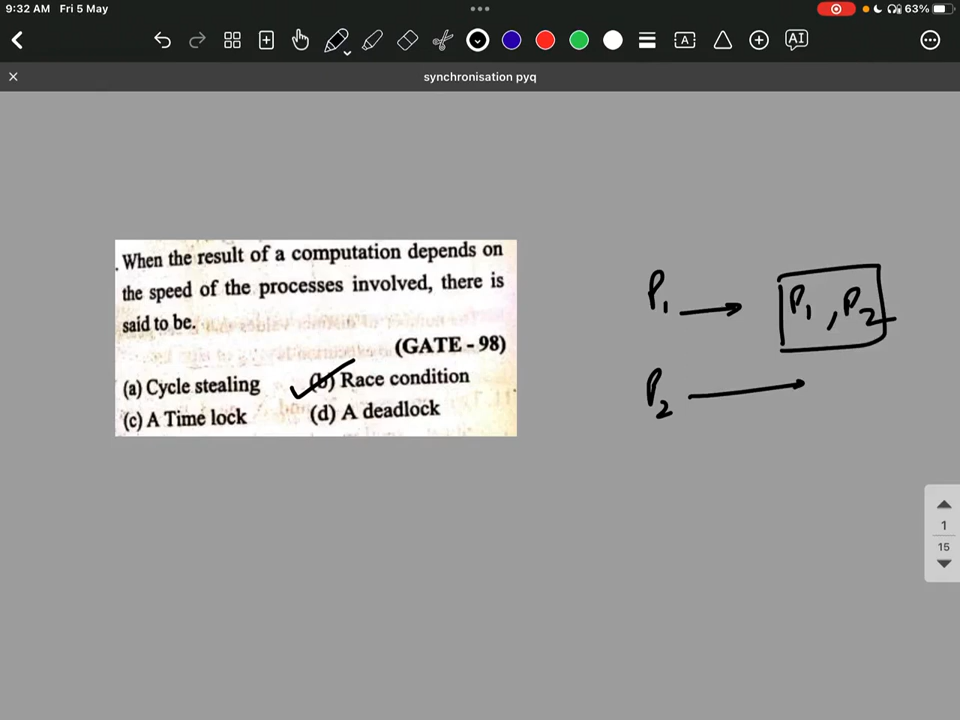 9:32 AM Fri 5 May
63%
A
AI
synchronisation pyq
. When the result of a computation depends on
the speed of the processes involved, there is
said to be.
(GATE - 98)
(a) Cycle stealing (b) Race condition
(c) A Time lock (d) A deadlock
P1
P1 , P2
P2
1
15